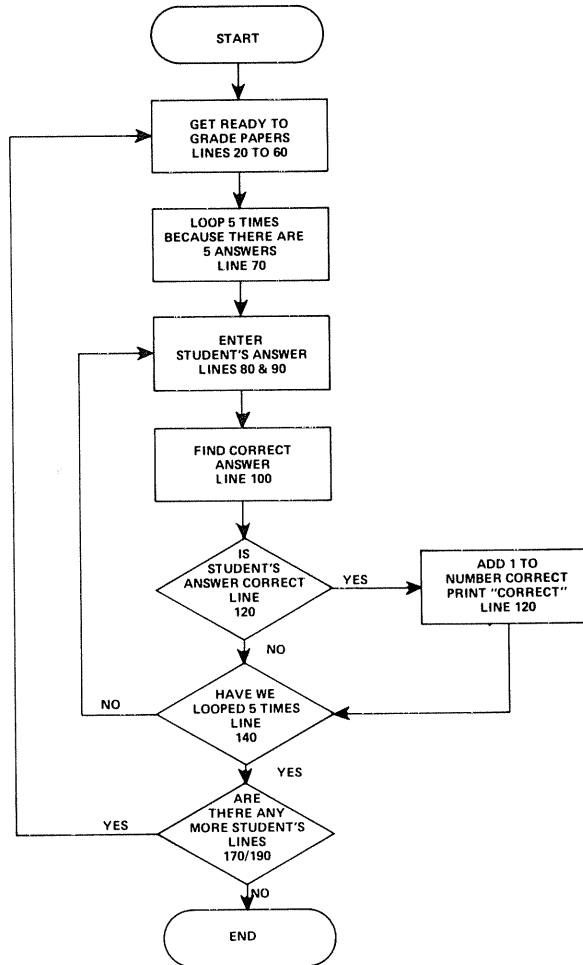 START
GET READY TO
GRADE PAPERS
LINES 20 TO 60
LOOP 5 TIMES
BECAUSE THERE ARE
5 ANSWERS
LINE 70
ENTER
STUDENT'S ANSWER
LINES 80 & 90
FIND CORRECT
ANSWER
LINE 100
IS
STUDENT'S
ANSWER CORRECT
LINE
120
YES
ADD 1 TO
NUMBER CORRECT
PRINT "CORRECT"
LINE 120
NO
HAVE WE
LOOPED 5 TIMES
LINE
140
NO
YES
ARE
THERE ANY
MORE STUDENT'S
LINES
170/190
YES
NO
END